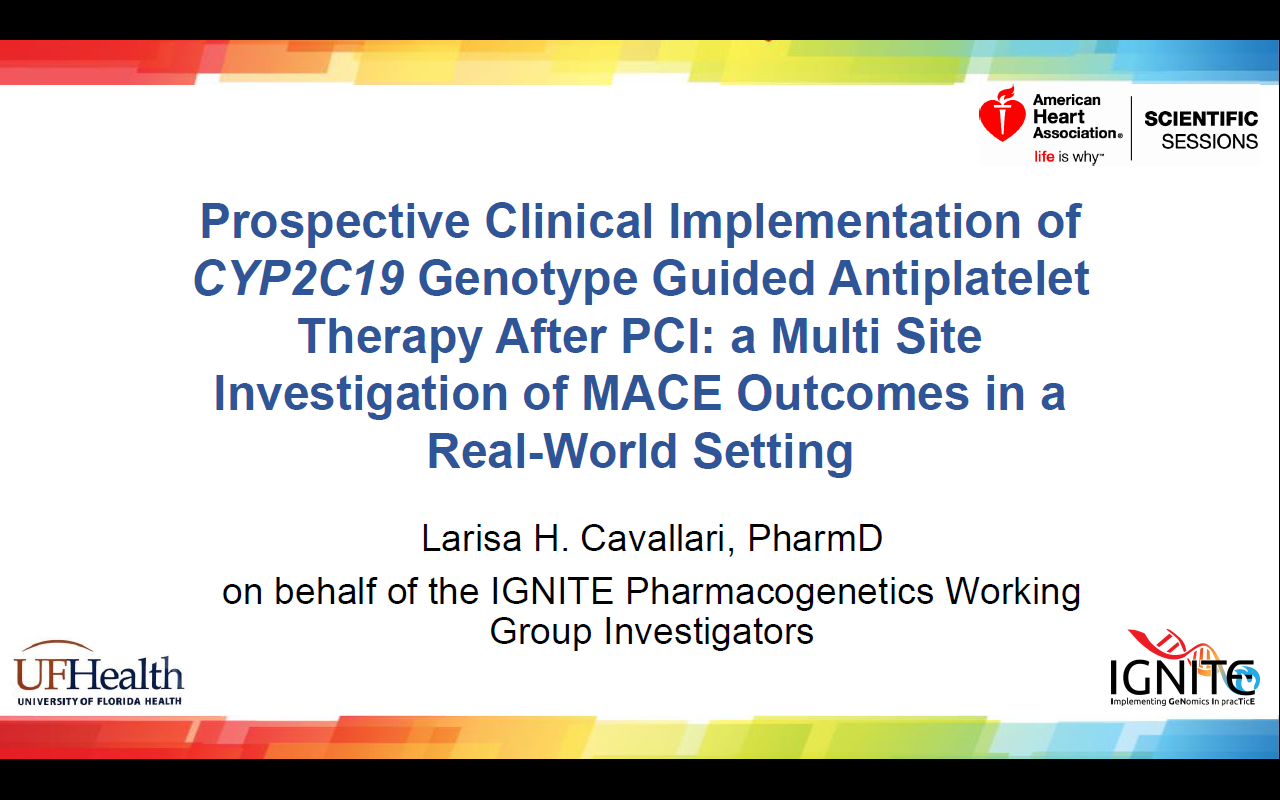 American
Heart
Association®
life is why™
SCIENTIFIC
SESSIONS
Prospective Clinical Implementation of
CYP2C19 Genotype Guided Antiplatelet
Therapy After PCI: a Multi Site
Investigation of MACE Outcomes in a
Real-World Setting
Larisa H. Cavallari, PharmD
on behalf of the IGNITE Pharmacogenetics Working
Group Investigators
UFHealth
UNIVERSITY OF FLORIDA HEALTH
IGNITE
Implementing GeNomics In pracTicE